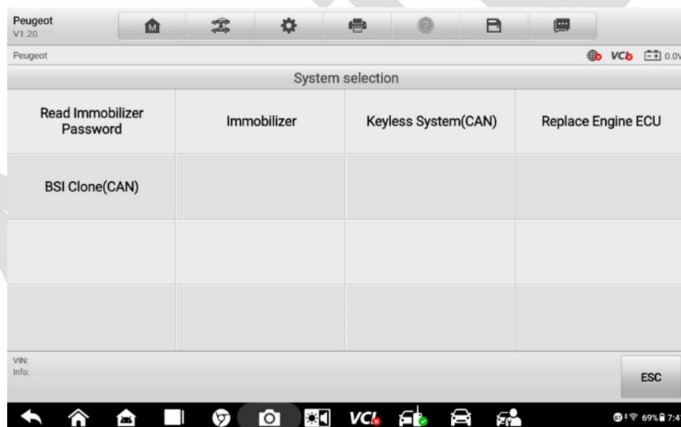 Peugeot
V1.20
M
Peugeot
VCI
0.0V
System selection
Read Immobilizer
Password
Immobilizer
Keyless System(CAN)
Replace Engine ECU
BSI Clone(CAN)
VIN:
Info:
ESC
VCI
69%